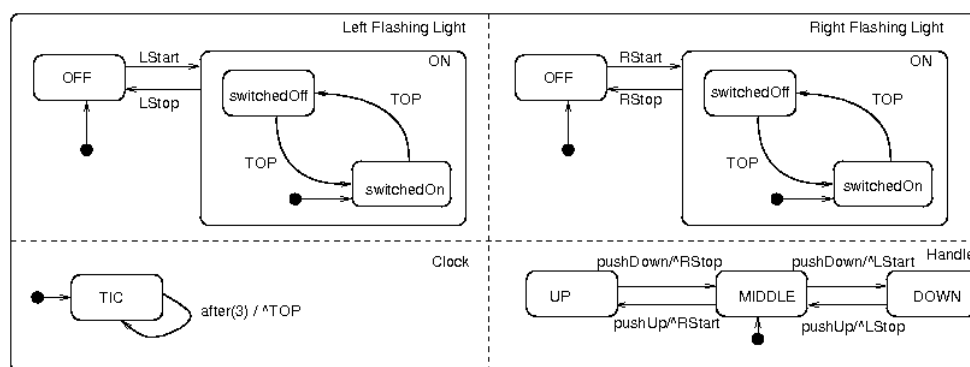 Left Flashing Light
ON
OFF
LStart
LStop
switchedOff
TOP
TOP
switchedOn
Right Flashing Light
ON
OFF
RStart
RStop
switchedOff
TOP
TOP
switchedOn
Clock
TIC
after(3) / ^TOP
Handle
pushDown/^RStop
pushDown/^LStart
UP
MIDDLE
DOWN
pushUp/^RStart
pushUp/^LStop